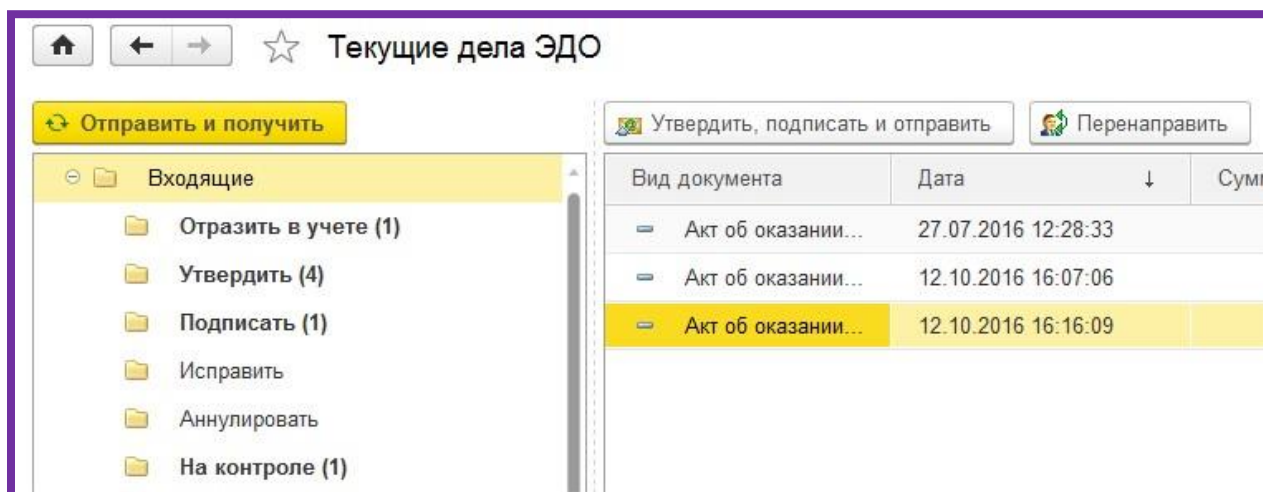 Текущие дела ЭДО
Отправить и получить
Утвердить, подписать и отправить Перенаправить
Входящие
Отразить в учете (1)
Утвердить (4)
Подписать (1)
Исправить
Аннулировать
На контроле (1)
Вид документа Дата ↓ Сумм
Акт об оказании... 27.07.2016 12:28:33
Акт об оказании... 12.10.2016 16:07:06
Акт об оказании... 12.10.2016 16:16:09